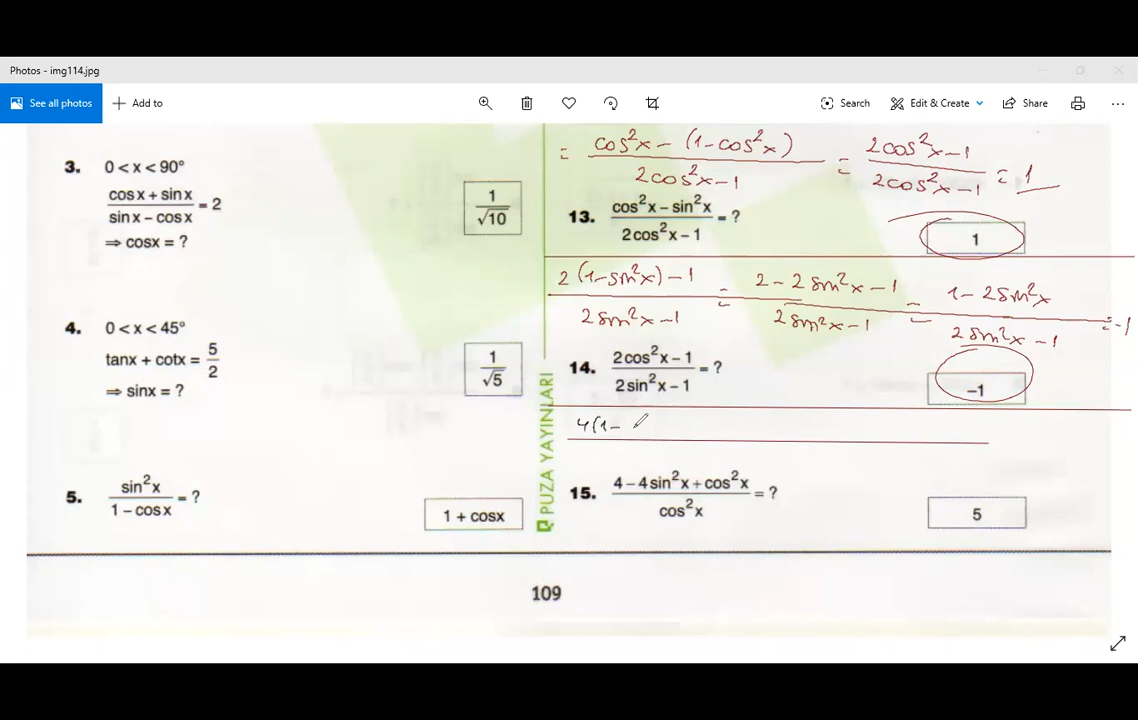 Photos - img114.jpg
See all photos
Add to
Search
Edit & Create
Share
3. 0 < x < 90°
cosx + sinx / sinx – cosx = 2
⇒ cosx = ?
1/√10
4. 0 < x < 45°
tanx + cotx = 5/2
⇒ sinx = ?
1/√5
5. sin²x / 1 – cosx = ?
1 + cosx
PUZA YAYINLARI
= cos²x – (1 – cos²x) / 2cos²x – 1 = 2cos²x – 1 / 2cos²x – 1 = 1
13. cos²x – sin²x / 2cos²x – 1 = ?
1
2(1 – sin²x) – 1 / 2sin²x – 1 = 2 – 2sin²x – 1 / 2sin²x – 1 = 1 – 2sin²x / 2sin²x – 1 = –1
14. 2cos²x – 1 / 2sin²x – 1 = ?
–1
4(1 –
15. 4 – 4sin²x + cos²x / cos²x = ?
5
109